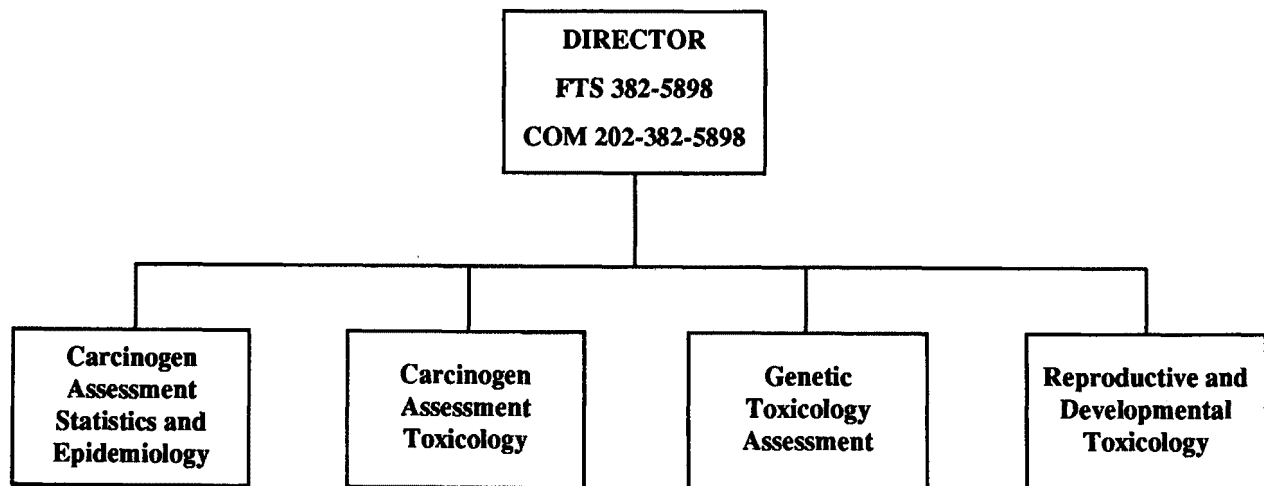 DIRECTOR
FTS 382-5898
COM 202-382-5898
Carcinogen
Assessment
Statistics and
Epidemiology
Carcinogen
Assessment
Toxicology
Genetic
Toxicology
Assessment
Reproductive and
Developmental
Toxicology